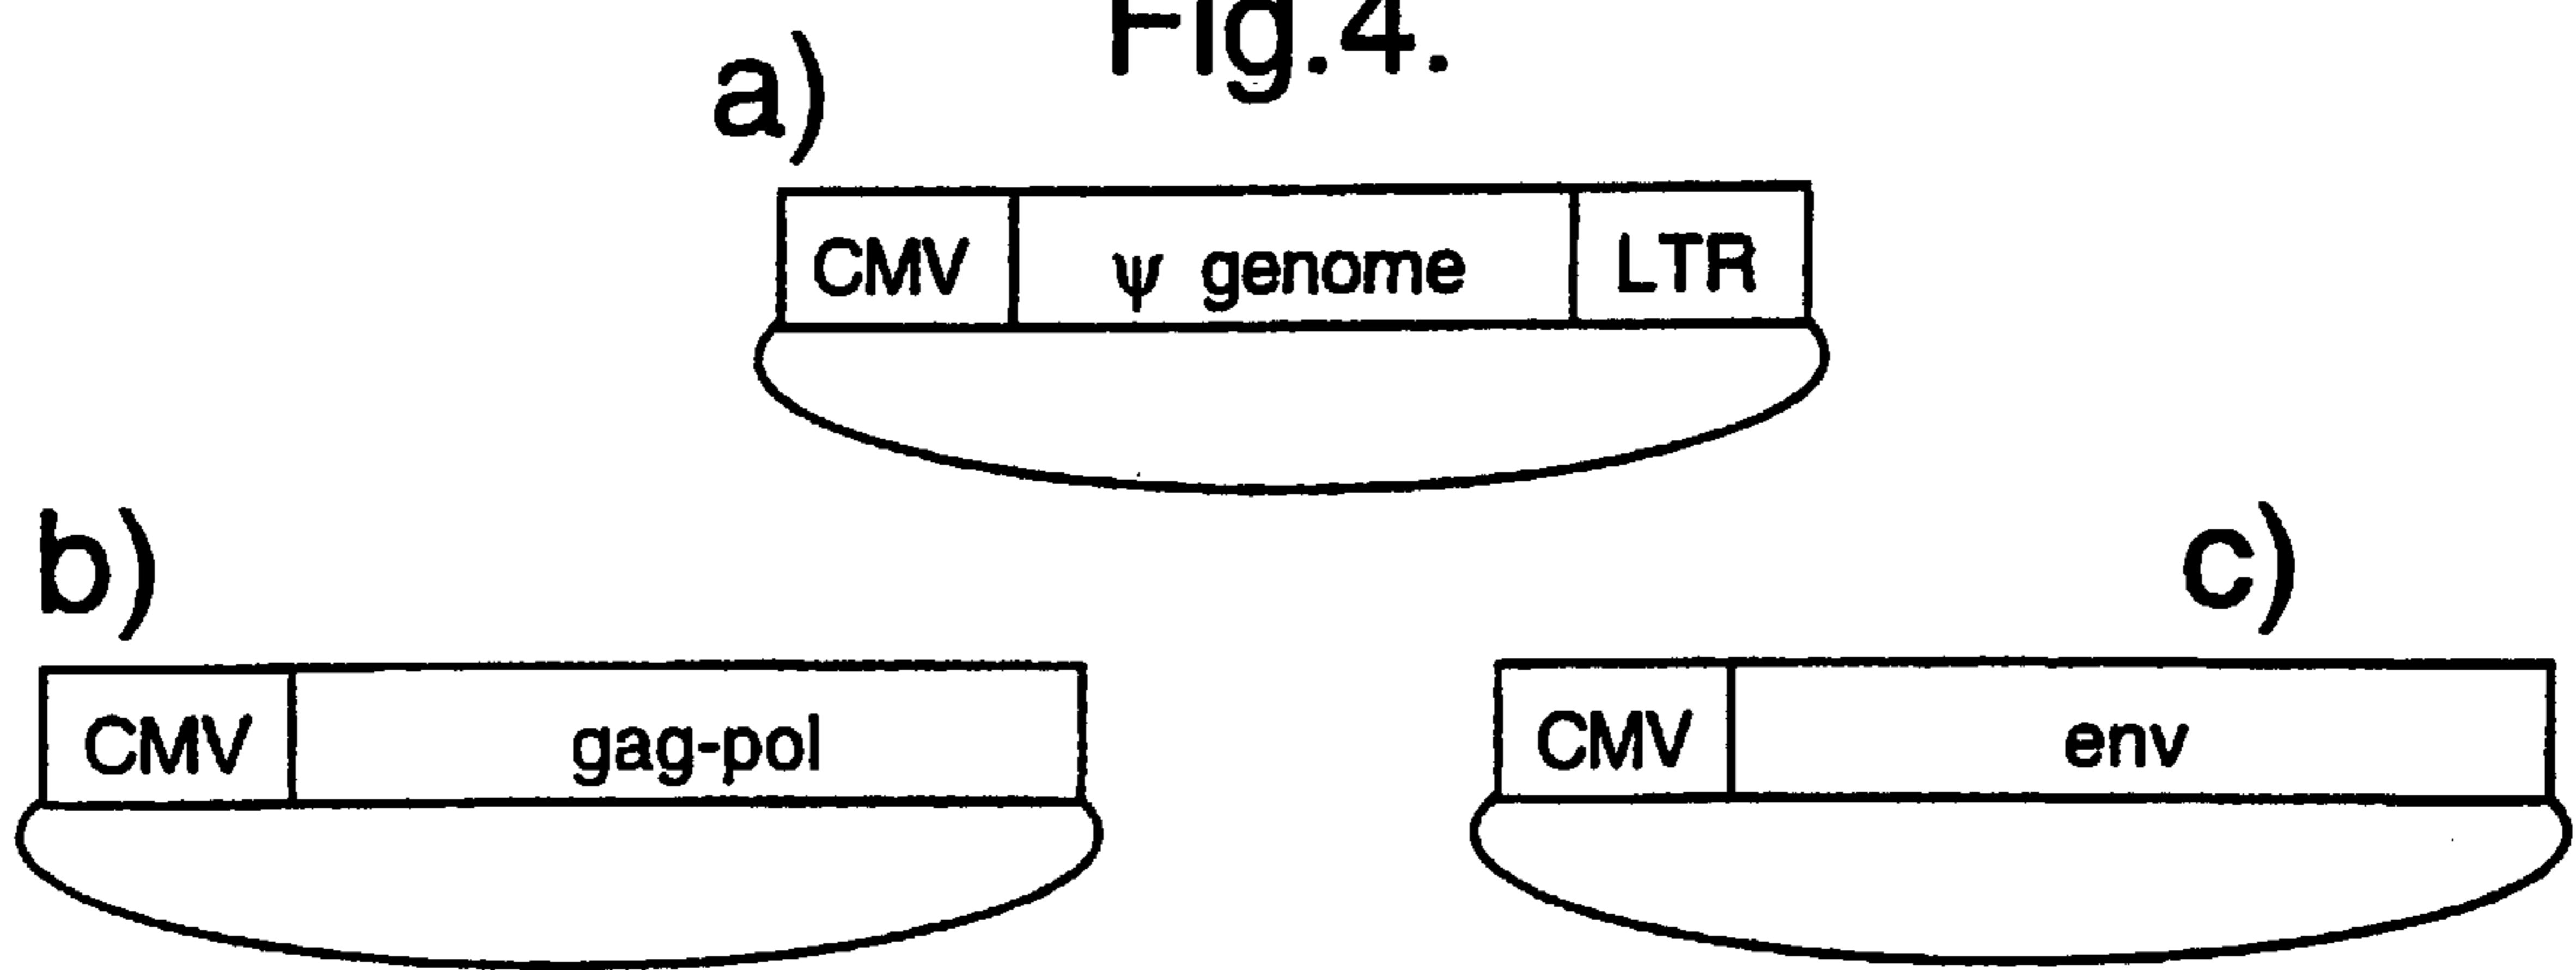 Fig.4.
a)
CMV ψ genome LTR
b)
CMV gag-pol
c)
CMV env